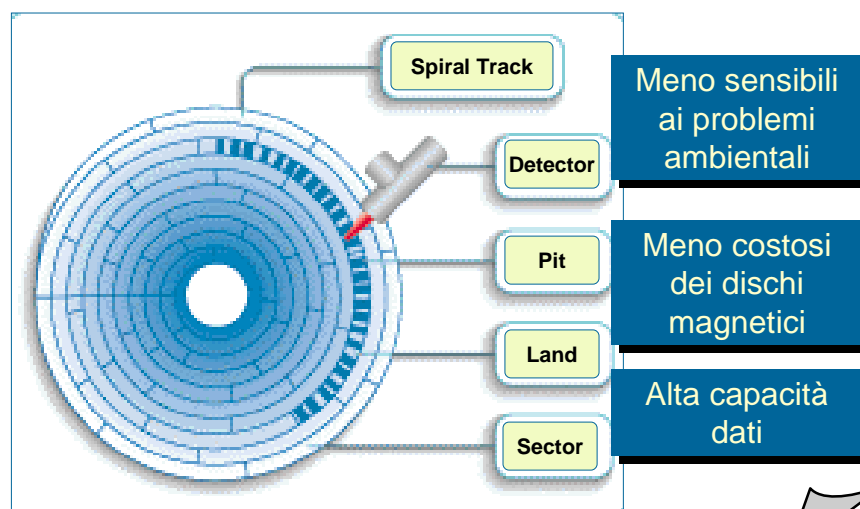 Spiral Track
Detector
Pit
Land
Sector
Meno sensibili
ai problemi
ambientali
Meno costosi
dei dischi
magnetici
Alta capacità
dati